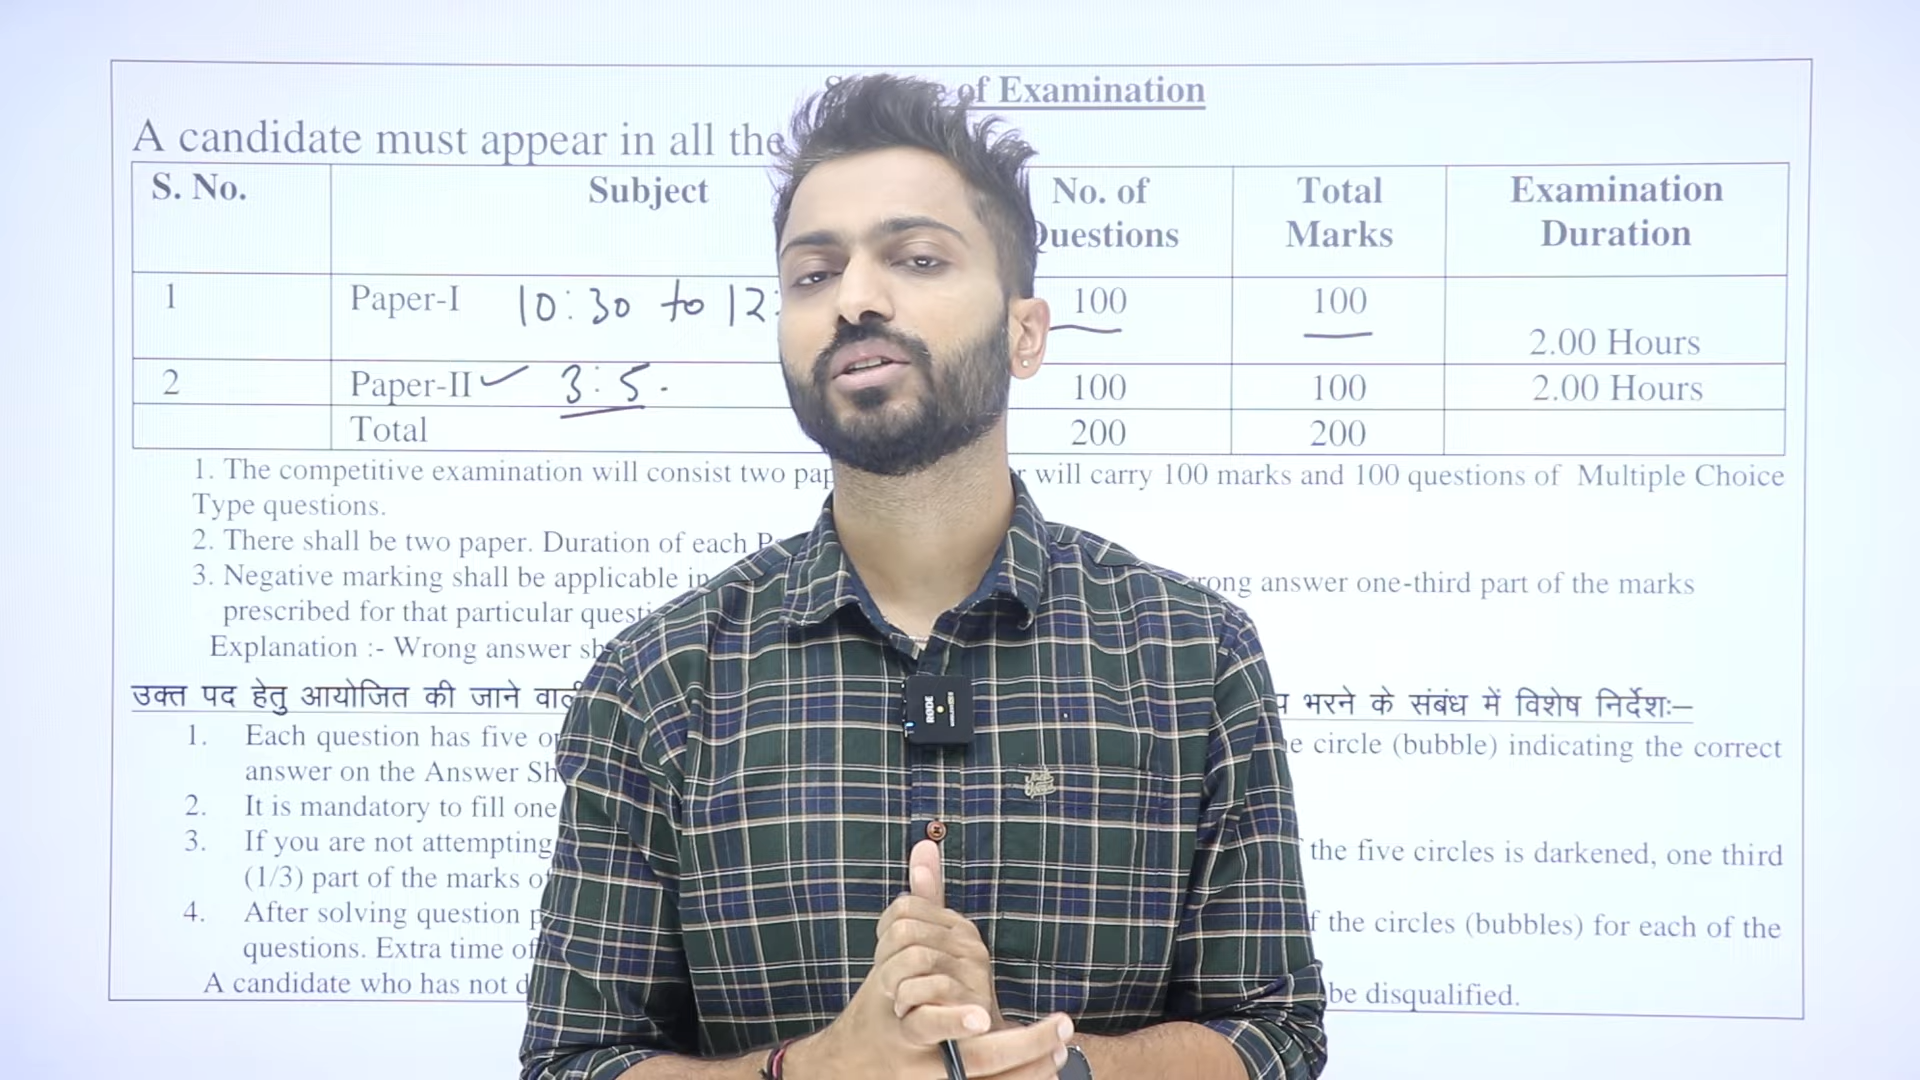 of Examination
A candidate must appear in all the
S. No. Subject No. of Questions Total Marks Examination Duration
1 Paper-I 10:30 to 12: 100 100 2.00 Hours
2 Paper-II ✓ 3:5. 100 100 2.00 Hours
Total 200 200
1. The competitive examination will consist two will carry 100 marks and 100 questions of Multiple Choice
Type questions.
2. There shall be two paper. Duration of each
3. Negative marking shall be applicable in answer one-third part of the marks
prescribed for that particular
Explanation :- Wrong answer
उक्त पद हेतु आयोजित की जाने भरने के संबंध में विशेष निर्देशः–
1. Each question has five circle (bubble) indicating the correct
answer on the Answer
2. It is mandatory to fill one
3. If you are not attempting the five circles is darkened, one third
(1/3) part of the marks
4. After solving question the circles (bubbles) for each of the
questions. Extra time of
A candidate who has not be disqualified.
RODE